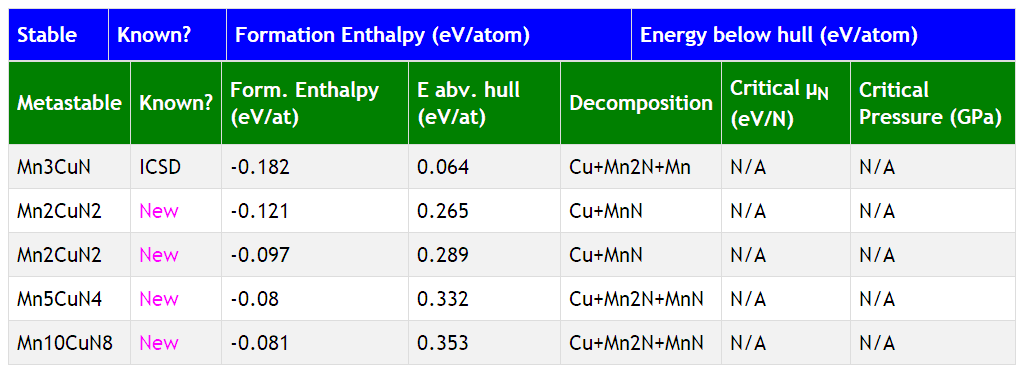 Stable Known? Formation Enthalpy (eV/atom) Energy below hull (eV/atom)
Metastable Known? Form. Enthalpy (eV/at) E abv. hull (eV/at) Decomposition Critical μN (eV/N) Critical Pressure (GPa)
Mn3CuN ICSD -0.182 0.064 Cu+Mn2N+Mn N/A N/A
Mn2CuN2 New -0.121 0.265 Cu+MnN N/A N/A
Mn2CuN2 New -0.097 0.289 Cu+MnN N/A N/A
Mn5CuN4 New -0.08 0.332 Cu+Mn2N+MnN N/A N/A
Mn10CuN8 New -0.081 0.353 Cu+Mn2N+MnN N/A N/A